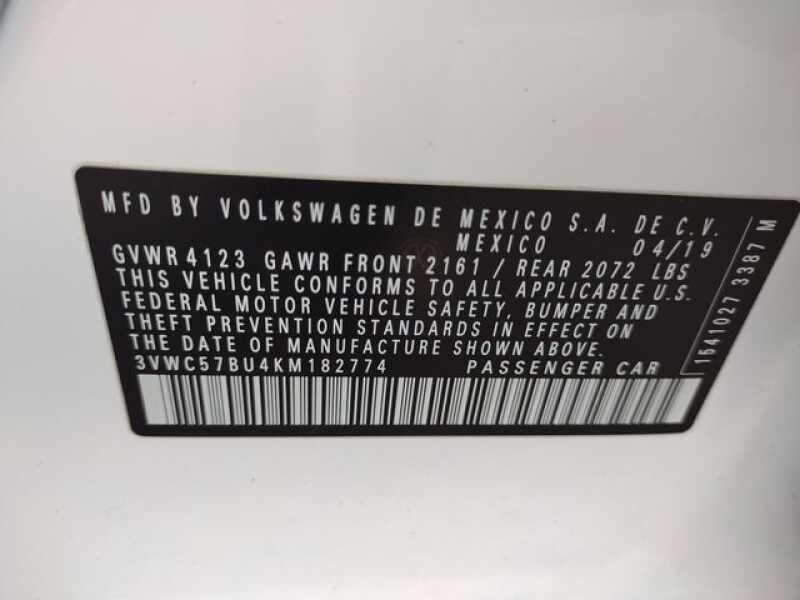 MFD BY VOLKSWAGEN DE MEXICO S.A. DE C.V.
MEXICO 04/19
GVWR 4123 GAWR FRONT 2161 / REAR 2072 LBS
THIS VEHICLE CONFORMS TO ALL APPLICABLE U.S.
FEDERAL MOTOR VEHICLE SAFETY, BUMPER AND
THEFT PREVENTION STANDARDS IN EFFECT ON
THE DATE OF MANUFACTURE SHOWN ABOVE.
3VWC57BU4KM182774 PASSENGER CAR
1541027 3387 M